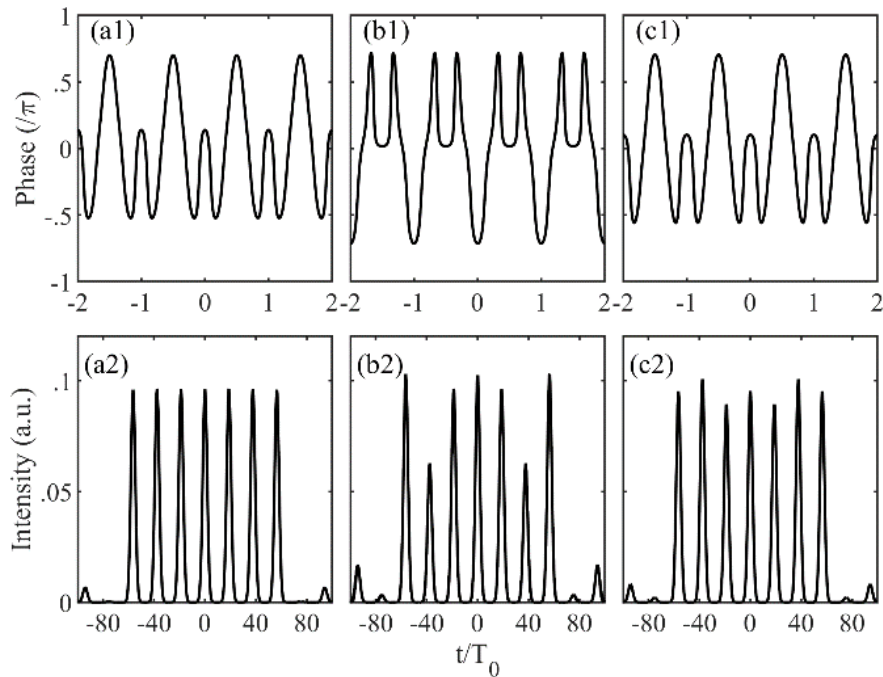 (a1) (b1) (c1)
Phase (/π)
1
.5
0
-.5
-1
-2 -1 0 1 2 -2 -1 0 1 2 -2 -1 0 1 2
(a2) (b2) (c2)
Intensity (a.u.)
.1
.05
0
-80 -40 0 40 80 -80 -40 0 40 80 -80 -40 0 40 80
t/T0